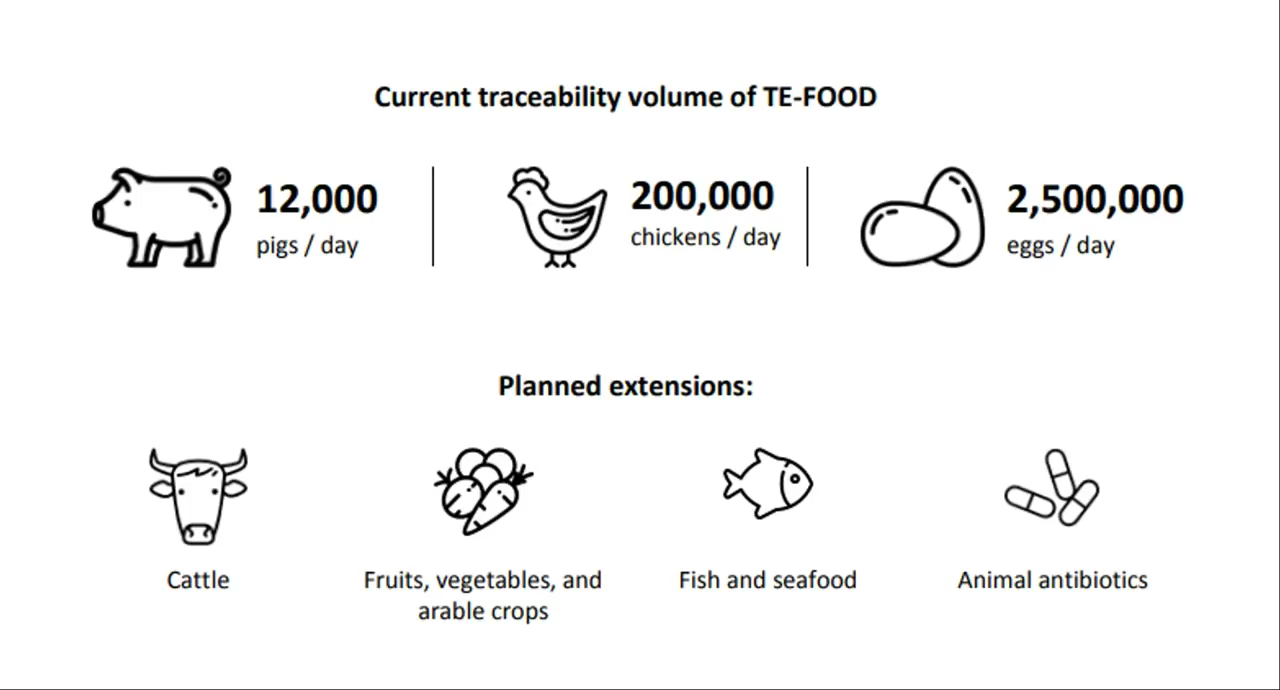 Current traceability volume of TE-FOOD
12,000
pigs / day
200,000
chickens / day
2,500,000
eggs / day
Planned extensions:
Cattle
Fruits, vegetables, and
arable crops
Fish and seafood
Animal antibiotics